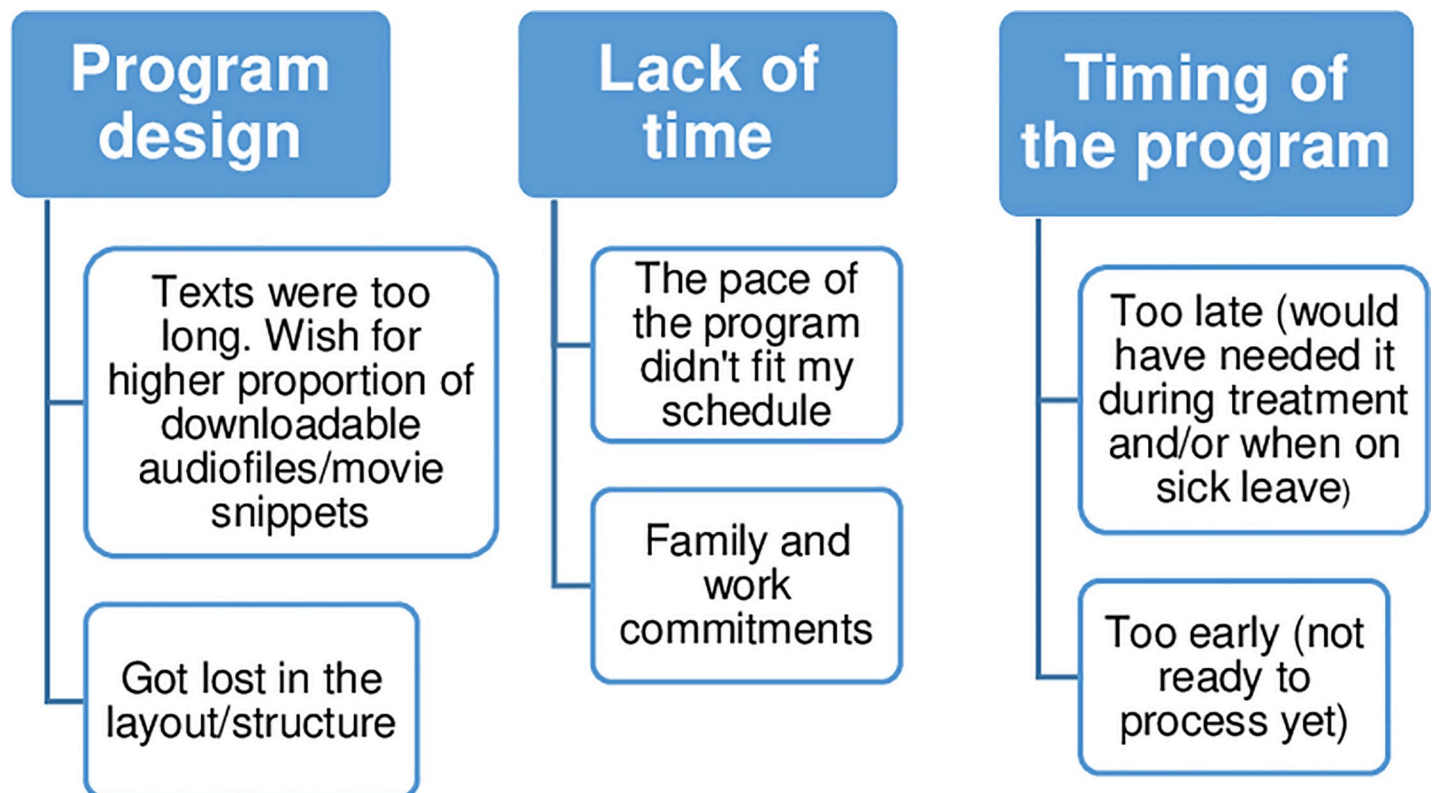 Program
design
Texts were too
long. Wish for
higher proportion of
downloadable
audiofiles/movie
snippets
Got lost in the
layout/structure
Lack of
time
The pace of
the program
didn't fit my
schedule
Family and
work
commitments
Timing of
the program
Too late (would
have needed it
during treatment
and/or when on
sick leave)
Too early (not
ready to
process yet)